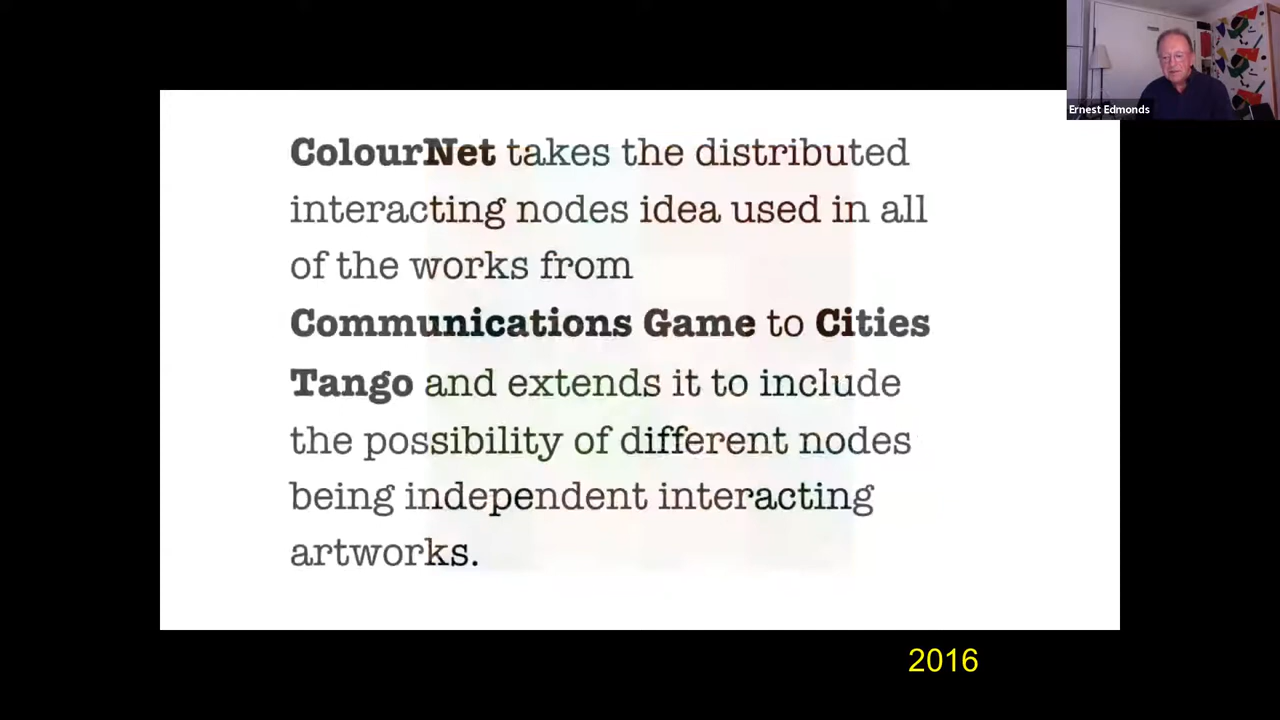 Ernest Edmonds
ColourNet takes the distributed
interacting nodes idea used in all
of the works from
Communications Game to Cities
Tango and extends it to include
the possibility of different nodes
being independent interacting
artworks.
2016